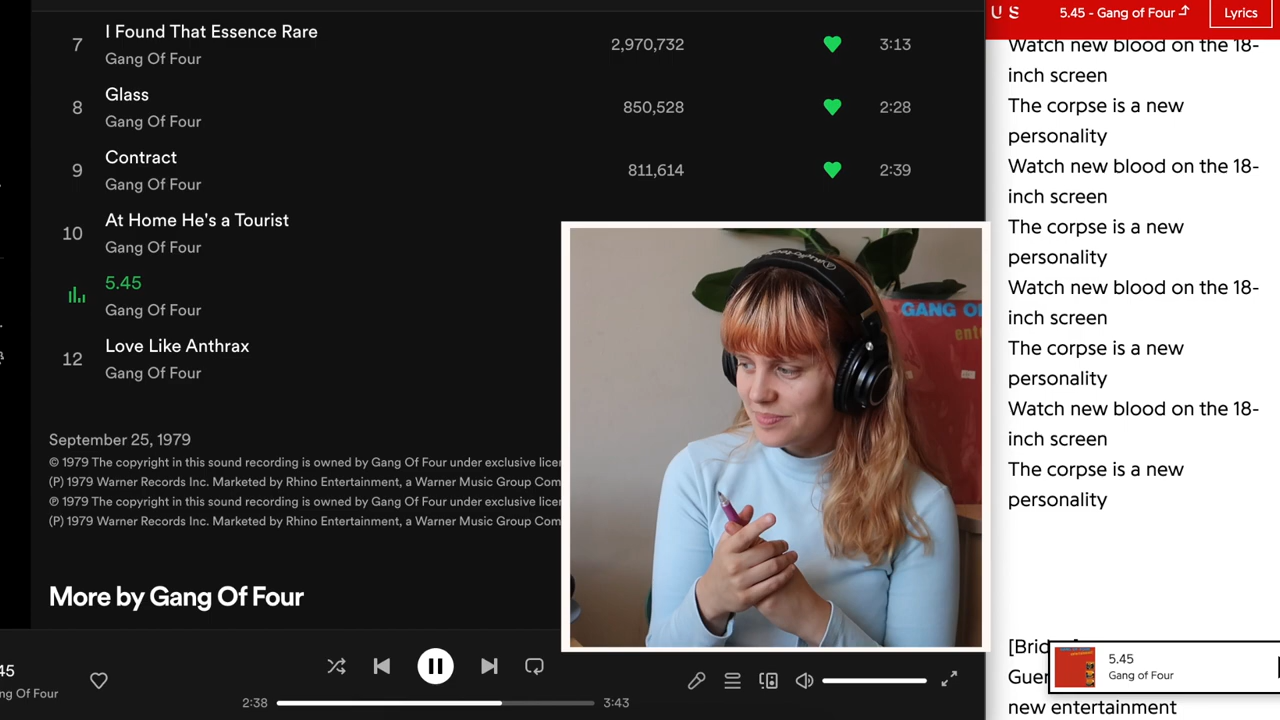 7
I Found That Essence Rare
Gang Of Four
2,970,732
3:13
8
Glass
Gang Of Four
850,528
2:28
9
Contract
Gang Of Four
811,614
2:39
10
At Home He's a Tourist
Gang Of Four
5.45
Gang Of Four
12
Love Like Anthrax
Gang Of Four
September 25, 1979
© 1979 The copyright in this sound recording is owned by Gang Of Four under exclusive
(P) 1979 Warner Records Inc. Marketed by Rhino Entertainment, a Warner Music Group
℗ 1979 The copyright in this sound recording is owned by Gang Of Four under exclusive
(P) 1979 Warner Records Inc. Marketed by Rhino Entertainment, a Warner Music Group
More by Gang Of Four
45
ng Of Four
2:38
3:43
GANG OF
ente
U S
5.45 - Gang of Four
Lyrics
Watch new blood on the 18-
inch screen
The corpse is a new
personality
Watch new blood on the 18-
inch screen
The corpse is a new
personality
Watch new blood on the 18-
inch screen
The corpse is a new
personality
Watch new blood on the 18-
inch screen
The corpse is a new
personality
new entertainment
5.45
Gang of Four